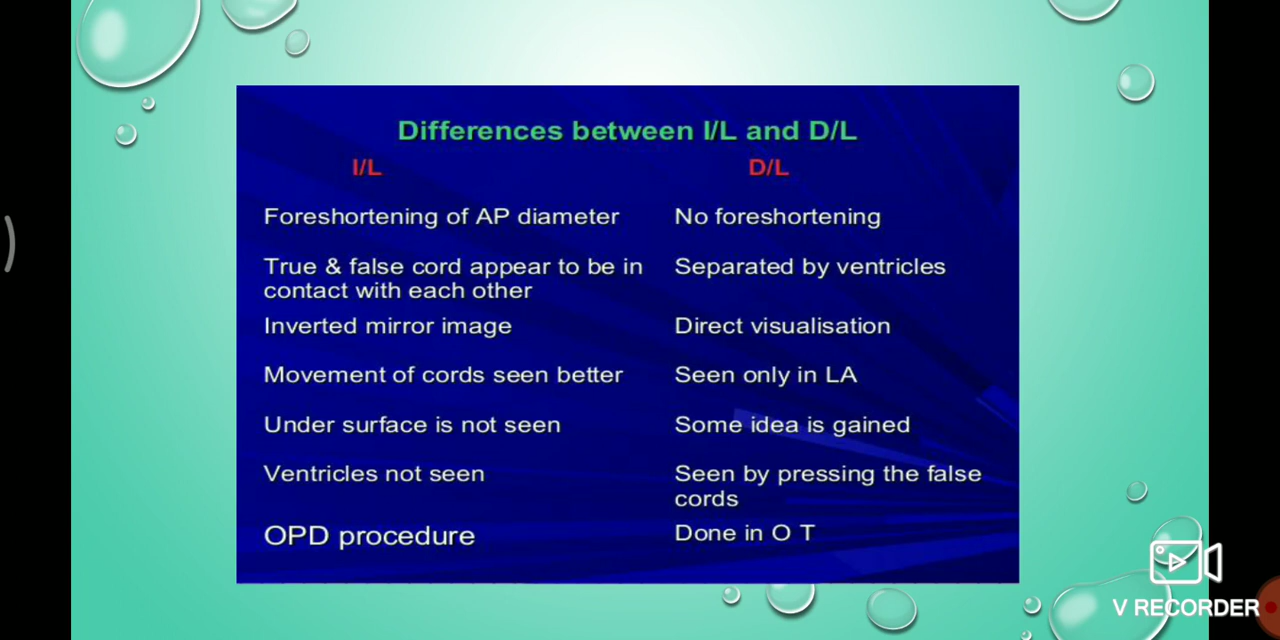 Differences between I/L and D/L
I/L D/L
Foreshortening of AP diameter No foreshortening
True & false cord appear to be in Separated by ventricles
contact with each other
Inverted mirror image Direct visualisation
Movement of cords seen better Seen only in LA
Under surface is not seen Some idea is gained
Ventricles not seen Seen by pressing the false
cords
OPD procedure Done in O T
V RECORDER